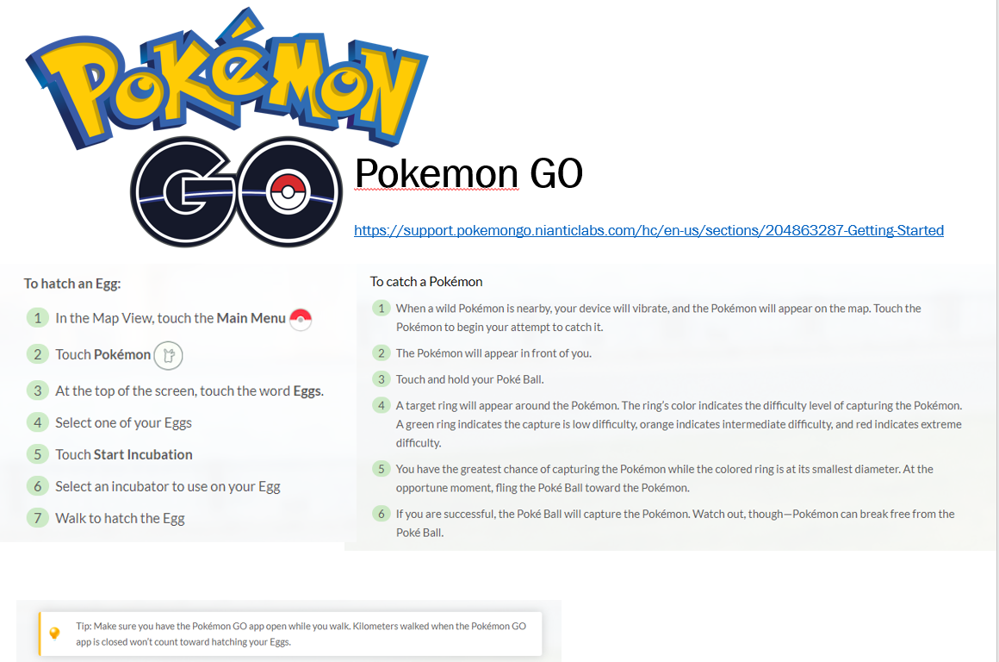 POKéMON
GO
Pokemon GO
https://support.pokemongo.nianticlabs.com/hc/en-us/sections/204863287-Getting-Started
To hatch an Egg:
1 In the Map View, touch the Main Menu
2 Touch Pokémon
3 At the top of the screen, touch the word Eggs.
4 Select one of your Eggs
5 Touch Start Incubation
6 Select an incubator to use on your Egg
7 Walk to hatch the Egg
To catch a Pokémon
1 When a wild Pokémon is nearby, your device will vibrate, and the Pokémon will appear on the map. Touch the
Pokémon to begin your attempt to catch it.
2 The Pokémon will appear in front of you.
3 Touch and hold your Poké Ball.
4 A target ring will appear around the Pokémon. The ring’s color indicates the difficulty level of capturing the Pokémon.
A green ring indicates the capture is low difficulty, orange indicates intermediate difficulty, and red indicates extreme
difficulty.
5 You have the greatest chance of capturing the Pokémon while the colored ring is at its smallest diameter. At the
opportune moment, fling the Poké Ball toward the Pokémon.
6 If you are successful, the Poké Ball will capture the Pokémon. Watch out, though—Pokémon can break free from the
Poké Ball.
Tip: Make sure you have the Pokémon GO app open while you walk. Kilometers walked when the Pokémon GO
app is closed won’t count toward hatching your Eggs.